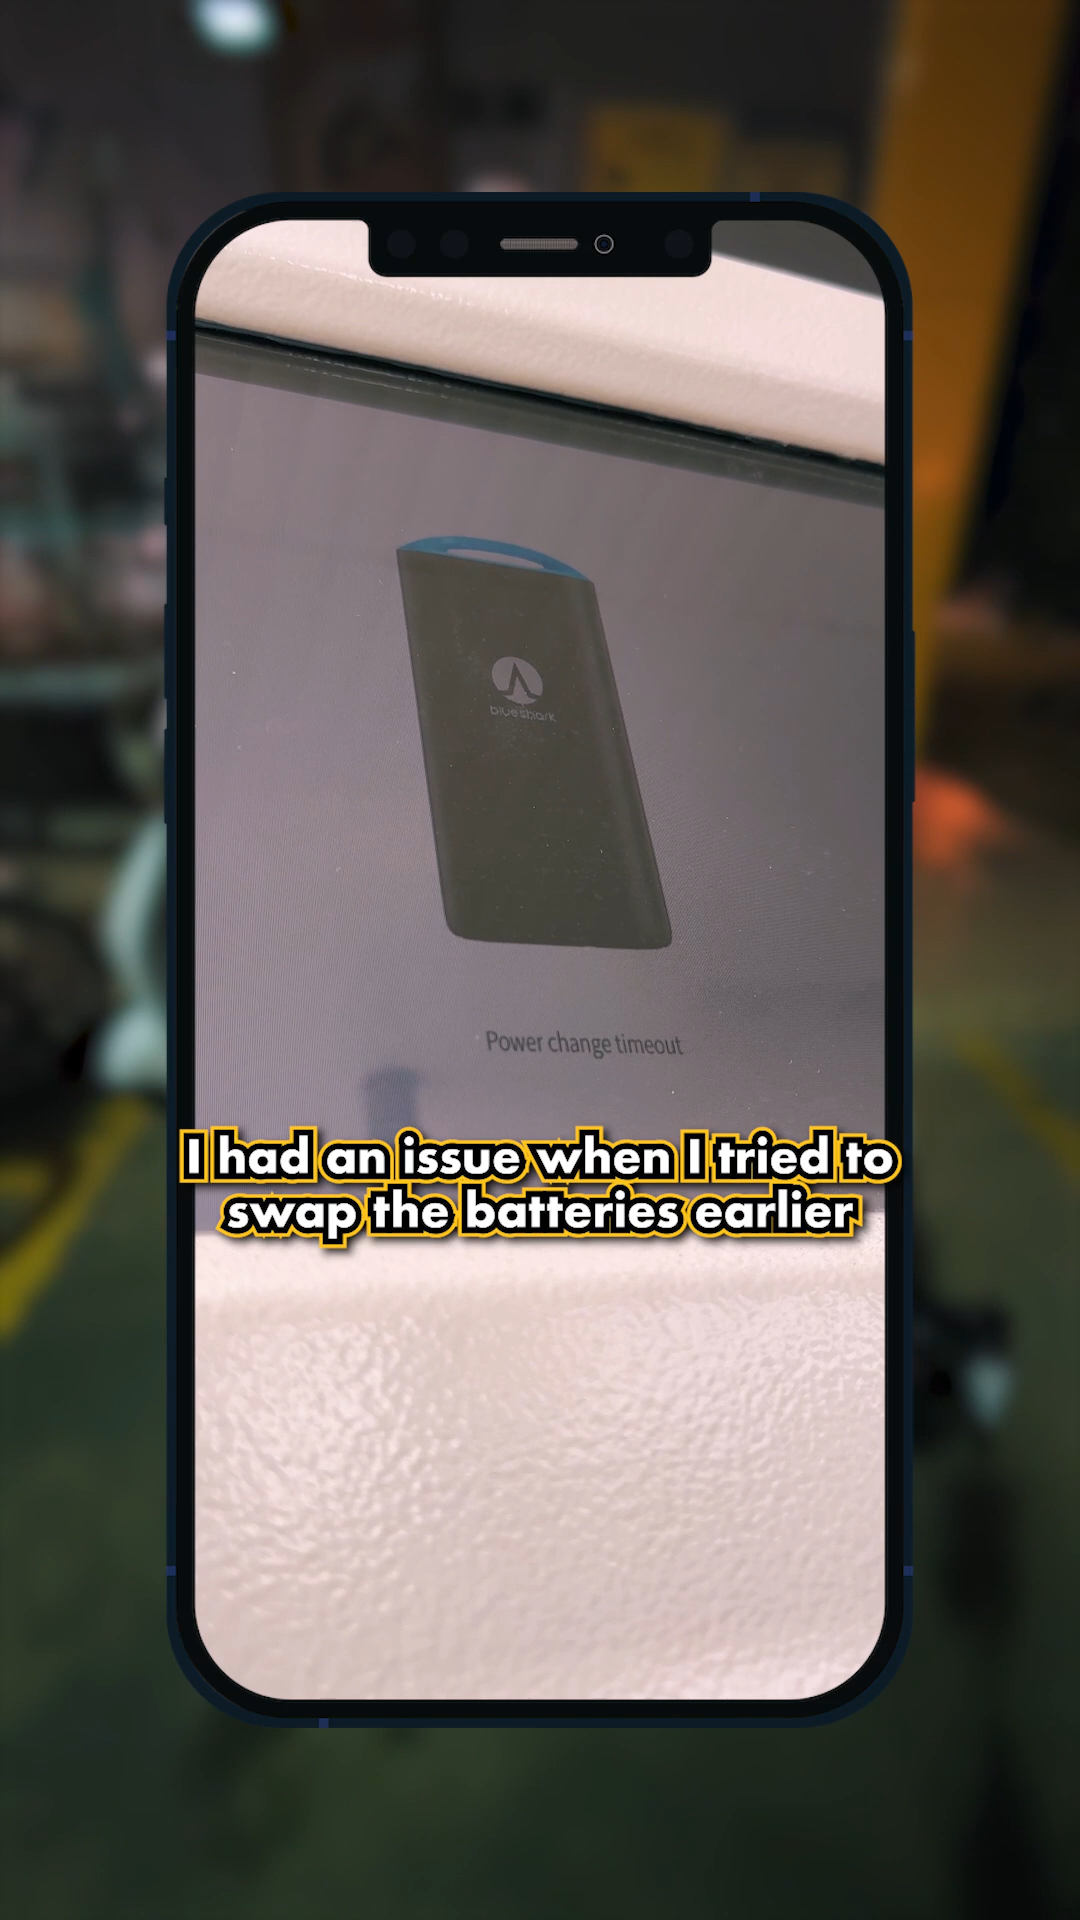 blueshark
Power change timeout
I had an issue when I tried to
swap the batteries earlier